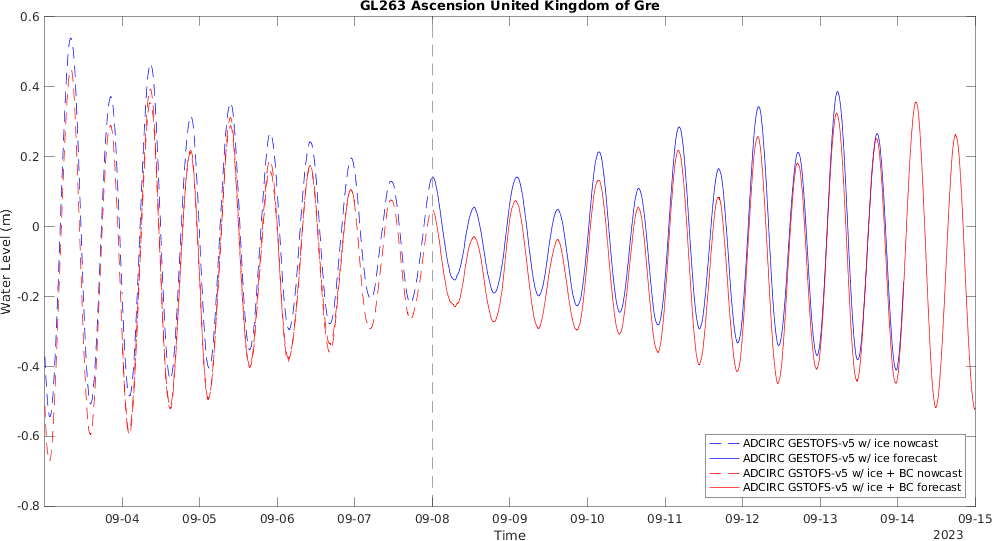 GL263 Ascension United Kingdom of Gre
0.6
0.4
0.2
0
-0.2
-0.4
-0.6
-0.8
Water Level (m)
ADCIRC GESTOFS-v5 w/ ice nowcast
ADCIRC GESTOFS-v5 w/ ice forecast
ADCIRC GSTOFS-v5 w/ ice + BC nowcast
ADCIRC GSTOFS-v5 w/ ice + BC forecast
09-04 09-05 09-06 09-07 09-08 09-09 09-10 09-11 09-12 09-13 09-14 09-15
Time
2023